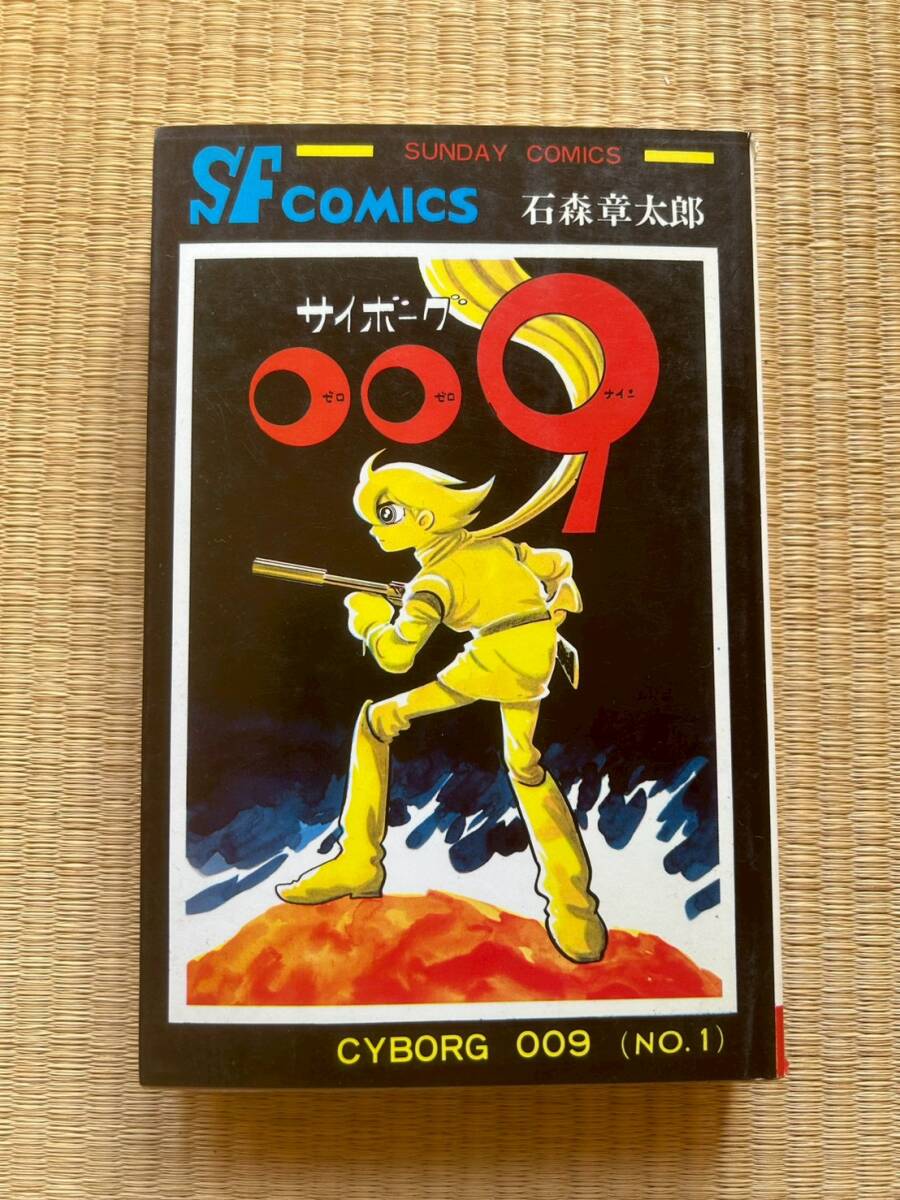 SUNDAY COMICS
SF COMICS
石森章太郎
サイボーグ
009
ゼロ ゼロ ナイン
CYBORG 009 (NO.1)